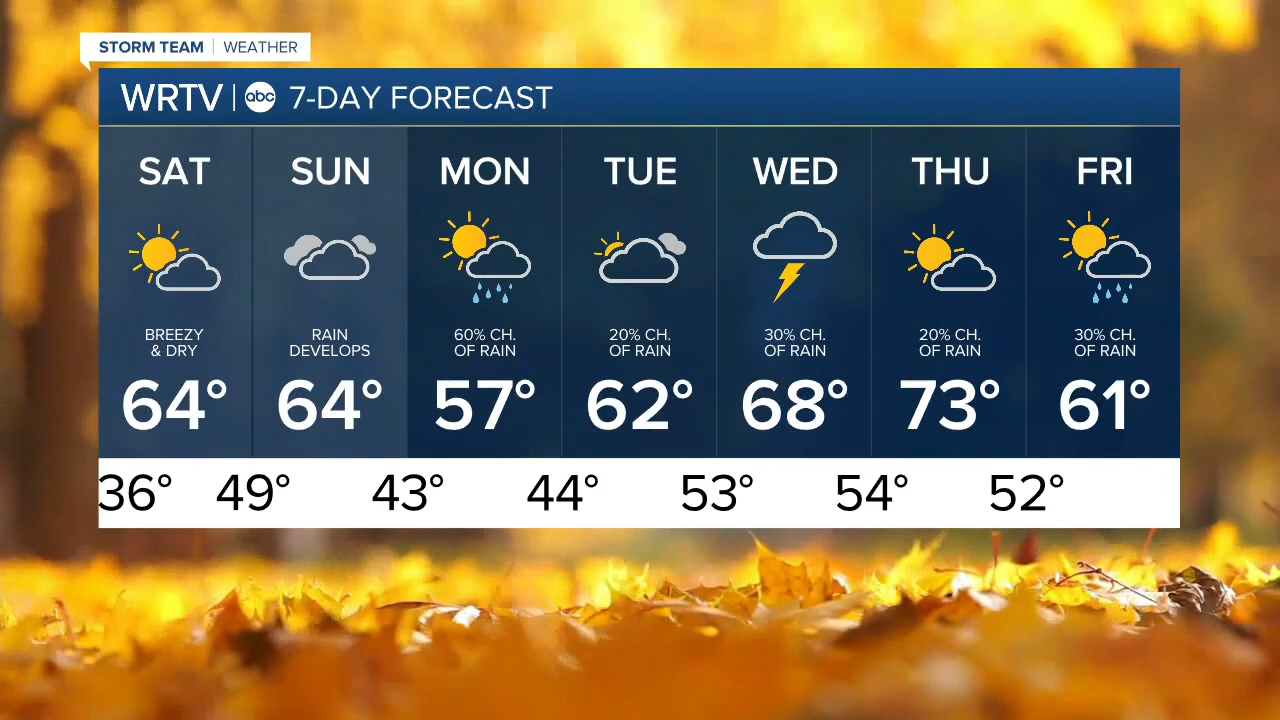 STORM TEAM | WEATHER
WRTV | abc 7-DAY FORECAST
SAT SUN MON TUE WED THU FRI
BREEZY RAIN 60% CH. 20% CH. 30% CH. 20% CH. 30% CH.
& DRY DEVELOPS OF RAIN OF RAIN OF RAIN OF RAIN OF RAIN
64° 64° 57° 62° 68° 73° 61°
36° 49° 43° 44° 53° 54° 52°